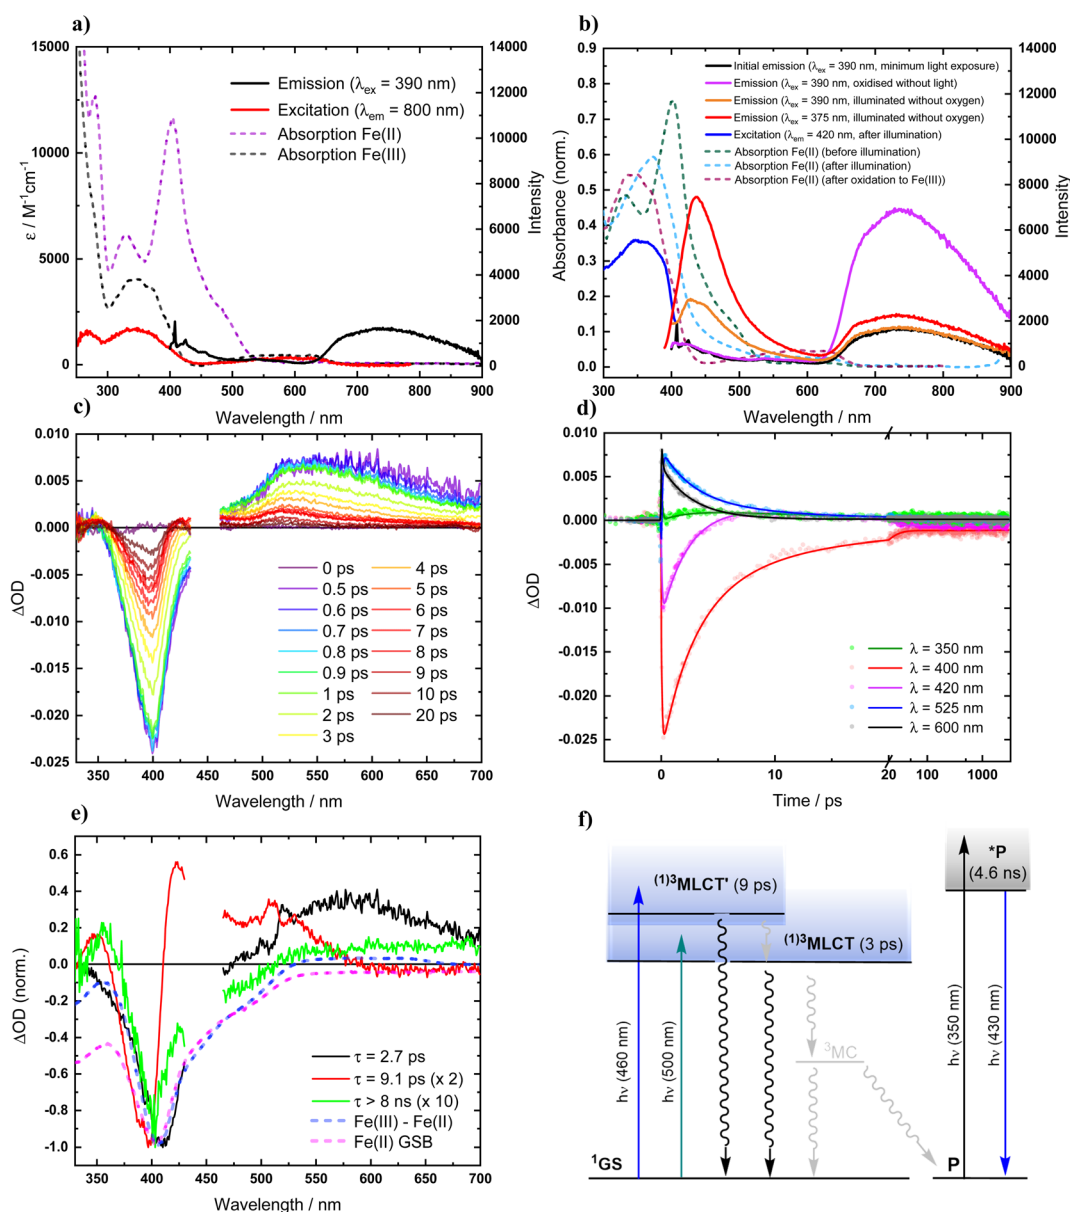 a)
15000
10000
5000
0
ε / M-1cm-1
14000
12000
10000
8000
6000
4000
2000
0
Intensity
Emission (λex = 390 nm)
Excitation (λem = 800 nm)
Absorption Fe(II)
Absorption Fe(III)
300 400 500 600 700 800 900
Wavelength / nm
b)
0.9
0.8
0.7
0.6
0.5
0.4
0.3
0.2
0.1
0.0
Absorbance (norm.)
14000
12000
10000
8000
6000
4000
2000
0
Intensity
Initial emission (λex = 390 nm, minimum light exposure)
Emission (λex = 390 nm, oxidised without light)
Emission (λex = 390 nm, illuminated without oxygen)
Emission (λex = 375 nm, illuminated without oxygen)
Excitation (λem = 420 nm, after illumination)
Absorption Fe(II) (before illumination)
Absorption Fe(II) (after illumination)
Absorption Fe(II) (after oxidation to Fe(III))
300 400 500 600 700 800 900
Wavelength / nm
c)
0.010
0.005
0.000
-0.005
-0.010
-0.015
-0.020
-0.025
ΔOD
0 ps 4 ps
0.5 ps 5 ps
0.6 ps 6 ps
0.7 ps 7 ps
0.8 ps 8 ps
0.9 ps 9 ps
1 ps 10 ps
2 ps 20 ps
3 ps
350 400 450 500 550 600 650 700
Wavelength / nm
d)
0.010
0.005
0.000
-0.005
-0.010
-0.015
-0.020
-0.025
ΔOD
λ = 350 nm
λ = 400 nm
λ = 420 nm
λ = 525 nm
λ = 600 nm
0 10 20 100 1000
Time / ps
e)
0.6
0.4
0.2
0.0
-0.2
-0.4
-0.6
-0.8
-1.0
ΔOD (norm.)
τ = 2.7 ps
τ = 9.1 ps (x 2)
τ > 8 ns (x 10)
Fe(III) - Fe(II)
Fe(II) GSB
350 400 450 500 550 600 650 700
Wavelength / nm
f)
(1)3MLCT' (9 ps)
(1)3MLCT (3 ps)
3MC
*P
(4.6 ns)
hν (460 nm)
hν (500 nm)
hν (350 nm)
hν (430 nm)
1GS
P